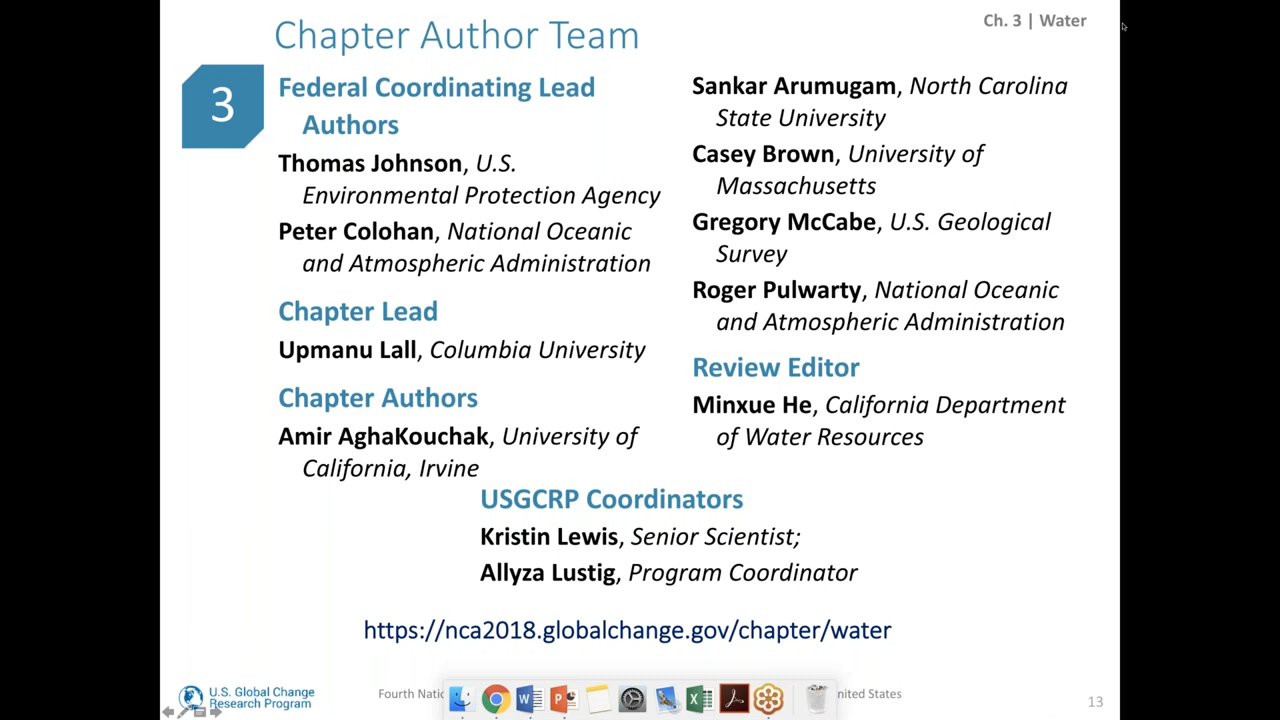 Ch. 3 | Water
Chapter Author Team
3
Federal Coordinating Lead
Authors
Thomas Johnson, U.S.
Environmental Protection Agency
Peter Colohan, National Oceanic
and Atmospheric Administration
Chapter Lead
Upmanu Lall, Columbia University
Chapter Authors
Amir AghaKouchak, University of
California, Irvine
Sankar Arumugam, North Carolina
State University
Casey Brown, University of
Massachusetts
Gregory McCabe, U.S. Geological
Survey
Roger Pulwarty, National Oceanic
and Atmospheric Administration
Review Editor
Minxue He, California Department
of Water Resources
USGCRP Coordinators
Kristin Lewis, Senior Scientist;
Allyza Lustig, Program Coordinator
https://nca2018.globalchange.gov/chapter/water
U.S. Global Change
Research Program
Fourth
States
13